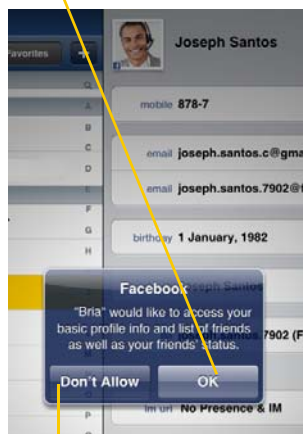 Favorites +
Joseph Santos
Q
A
mobile 878-7
B
C
email joseph.santos.c@gma
D
E
email joseph.santos.7902@f
F
G
birthday 1 January, 1982
H
Facebook
"Bria" would like to access your
basic profile info and list of friends
as well as your friends' status.
7902 (F
Don't Allow OK
P
im url No Presence & IM